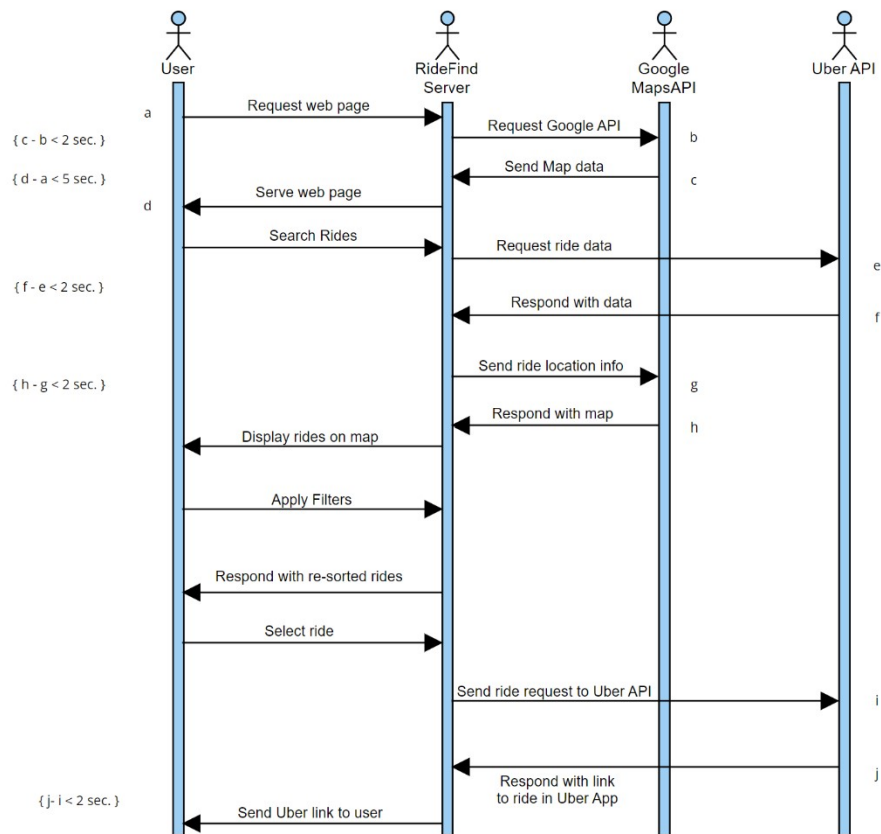 User
RideFind
Server
Google
MapsAPI
Uber API
a
Request web page
Request Google API
b
{ c - b < 2 sec. }
Send Map data
c
{ d - a < 5 sec. }
Serve web page
d
Search Rides
Request ride data
e
{ f - e < 2 sec. }
Respond with data
f
Send ride location info
g
{ h - g < 2 sec. }
Respond with map
h
Display rides on map
Apply Filters
Respond with re-sorted rides
Select ride
Send ride request to Uber API
i
Respond with link
to ride in Uber App
j
{ j- i < 2 sec. }
Send Uber link to user